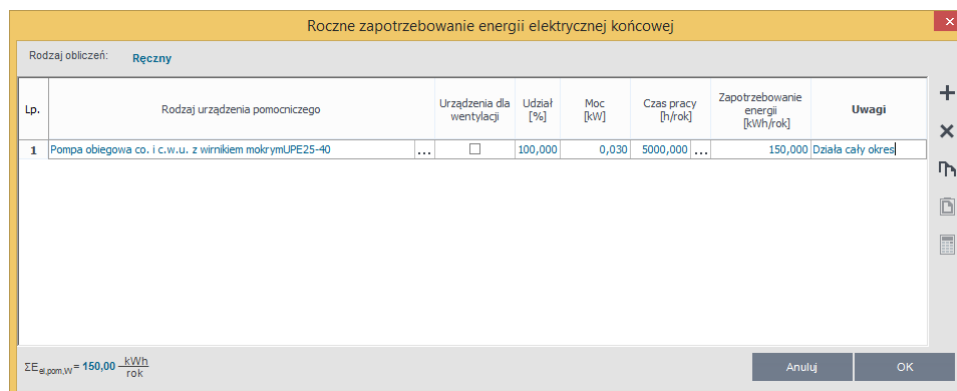 Roczne zapotrzebowanie energii elektrycznej końcowej
Rodzaj obliczeń: Ręczny
Lp. Rodzaj urządzenia pomocniczego Urządzenia dla wentylacji Udział [%] Moc [kW] Czas pracy [h/rok] Zapotrzebowanie energii [kWh/rok] Uwagi
1 Pompa obiegowa co. i c.w.u. z wirnikiem mokrymUPE25-40 ... 100,000 0,030 5000,000 ... 150,000 Działa cały okres
ΣEel,pom,W = 150,00 kWh/rok
Anuluj OK